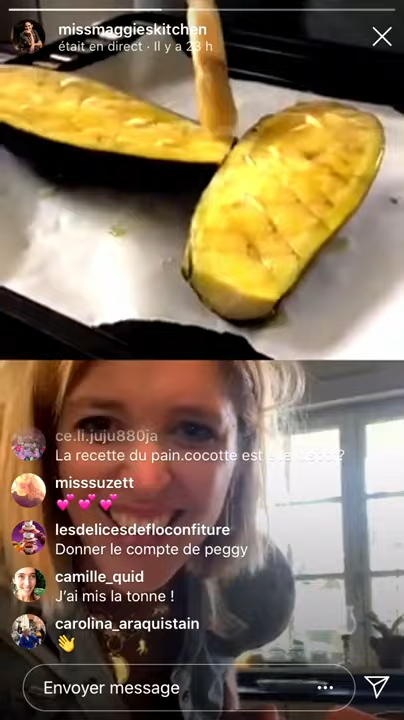 missmaggieskitchen
était en direct · Il y a 23 h
ce.li.juju880ja
La recette du pain.cocotte est
misssuzett
💕💕💕
lesdelicesdefloconfiture
Donner le compte de peggy
camille_quid
J'ai mis la tonne !
carolina_araquistain
👋
Envoyer message